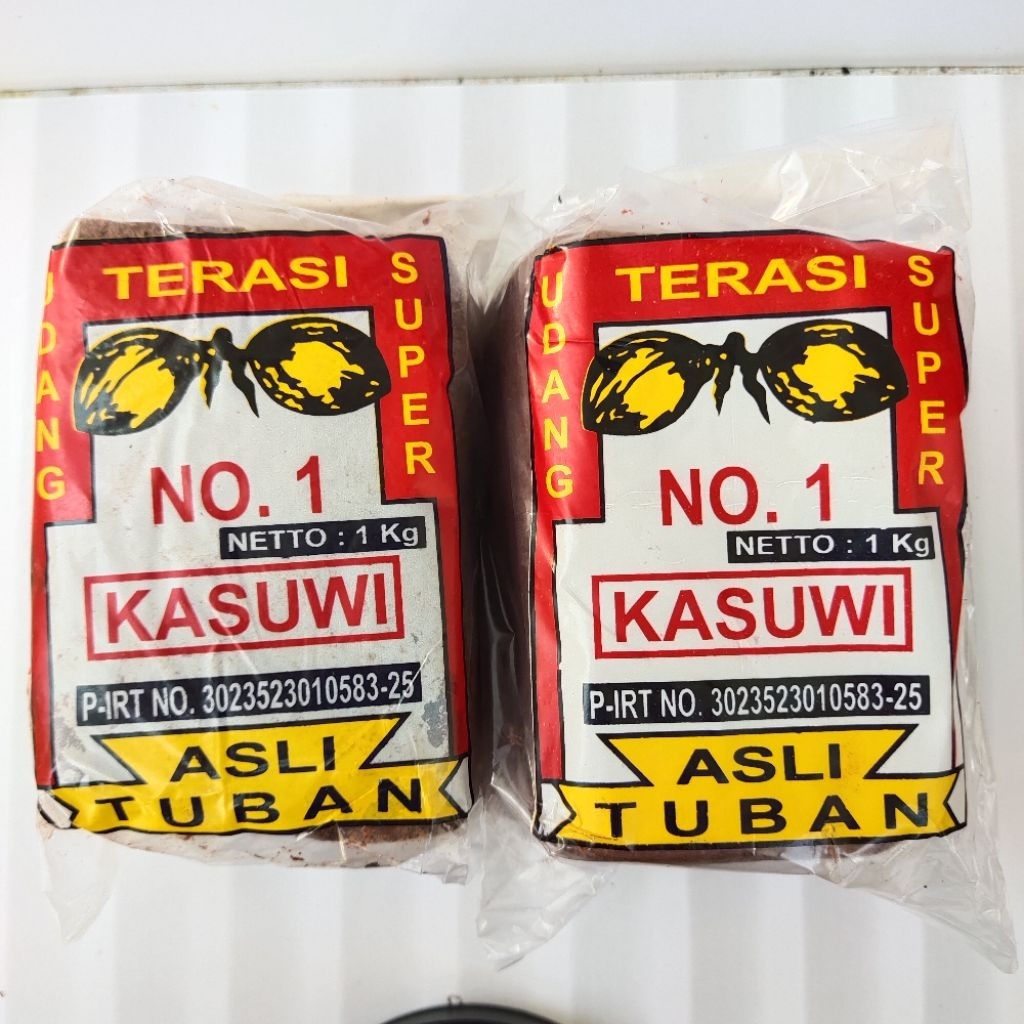 TERASI
UDANG
SUPER
NO. 1
NETTO : 1 Kg
KASUWI
P-IRT NO. 3023523010583-25
ASLI
TUBAN
TERASI
UDANG
SUPER
NO. 1
NETTO : 1 Kg
KASUWI
P-IRT NO. 3023523010583-25
ASLI
TUBAN